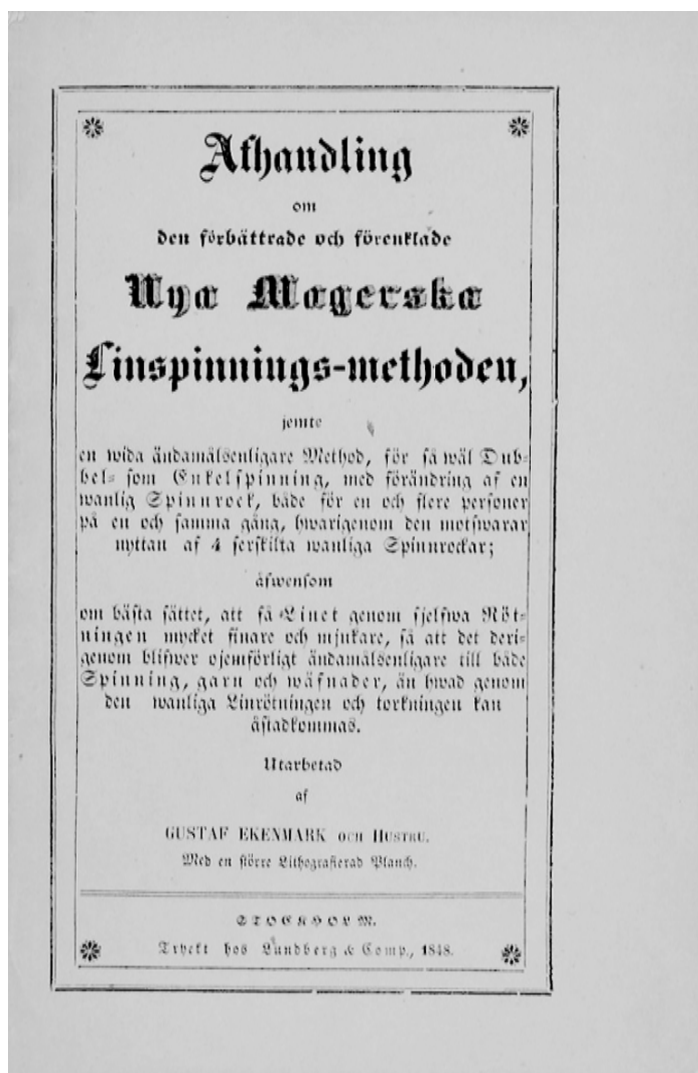 Afhandling
om
den förbättrade och förenklade
Nya Magerska
Linspinnings-methoden,
jemte
en wida ändamålsenligare Method, för så wäl Dub-
bel- som Enkelspinning, med förändring af en
wanlig Spinnrock, både för en och flere personer
på en och samma gång, hwarigenom den motswarar
nyttan af 4 serskilta wanliga Spinnrockar;
äfwensom
om bästa sättet, att få Linet genom sjelfwa Röt-
ningen mycket finare och mjukare, så att det deri-
genom blifwer ojemförligt ändamålsenligare till både
Spinning, garn och wäfnader, än hwad genom
den wanliga Linrötningen och torkningen kan
åstadkommas.
Utarbetad
af
GUSTAF EKENMARK OCH HUSTRU.
Med en större Lithografierad Planch.
STOCKHOLM.
Tryckt hos Lundberg & Comp., 1848.